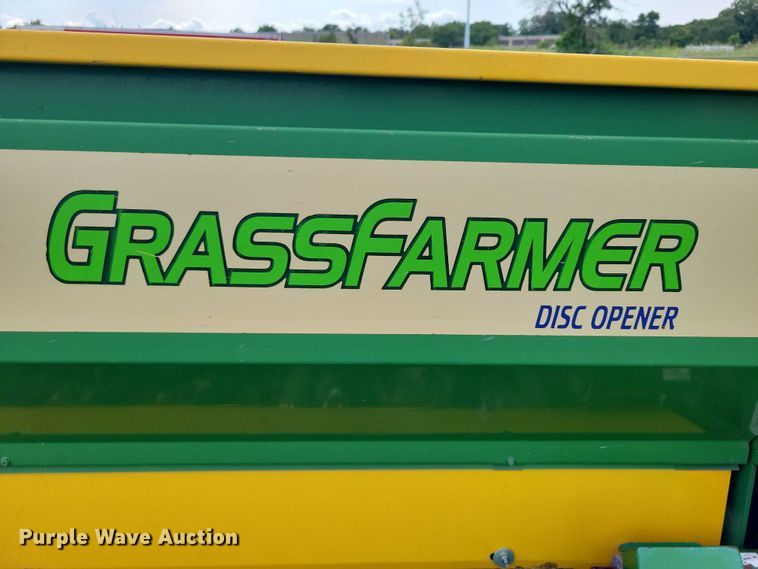 GRASSFARMER
DISC OPENER
Purple Wave Auction